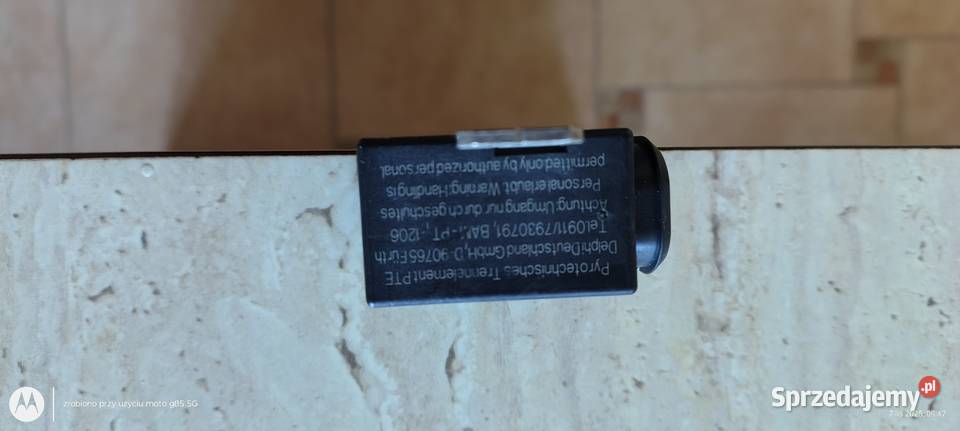 Pyrotechnisches Trennelement PTE
Delphi Deutschland GmbH, D-90765 Fürth
Tel.0911/7930791, BAM-PT,-1206
Achtung: Umgang nur durch geschultes
Personal erlaubt. Warning: Handling is
permitted only by authorized personal.
zrobiono przy użyciu moto g85 5G
Sprzedajemy.pl